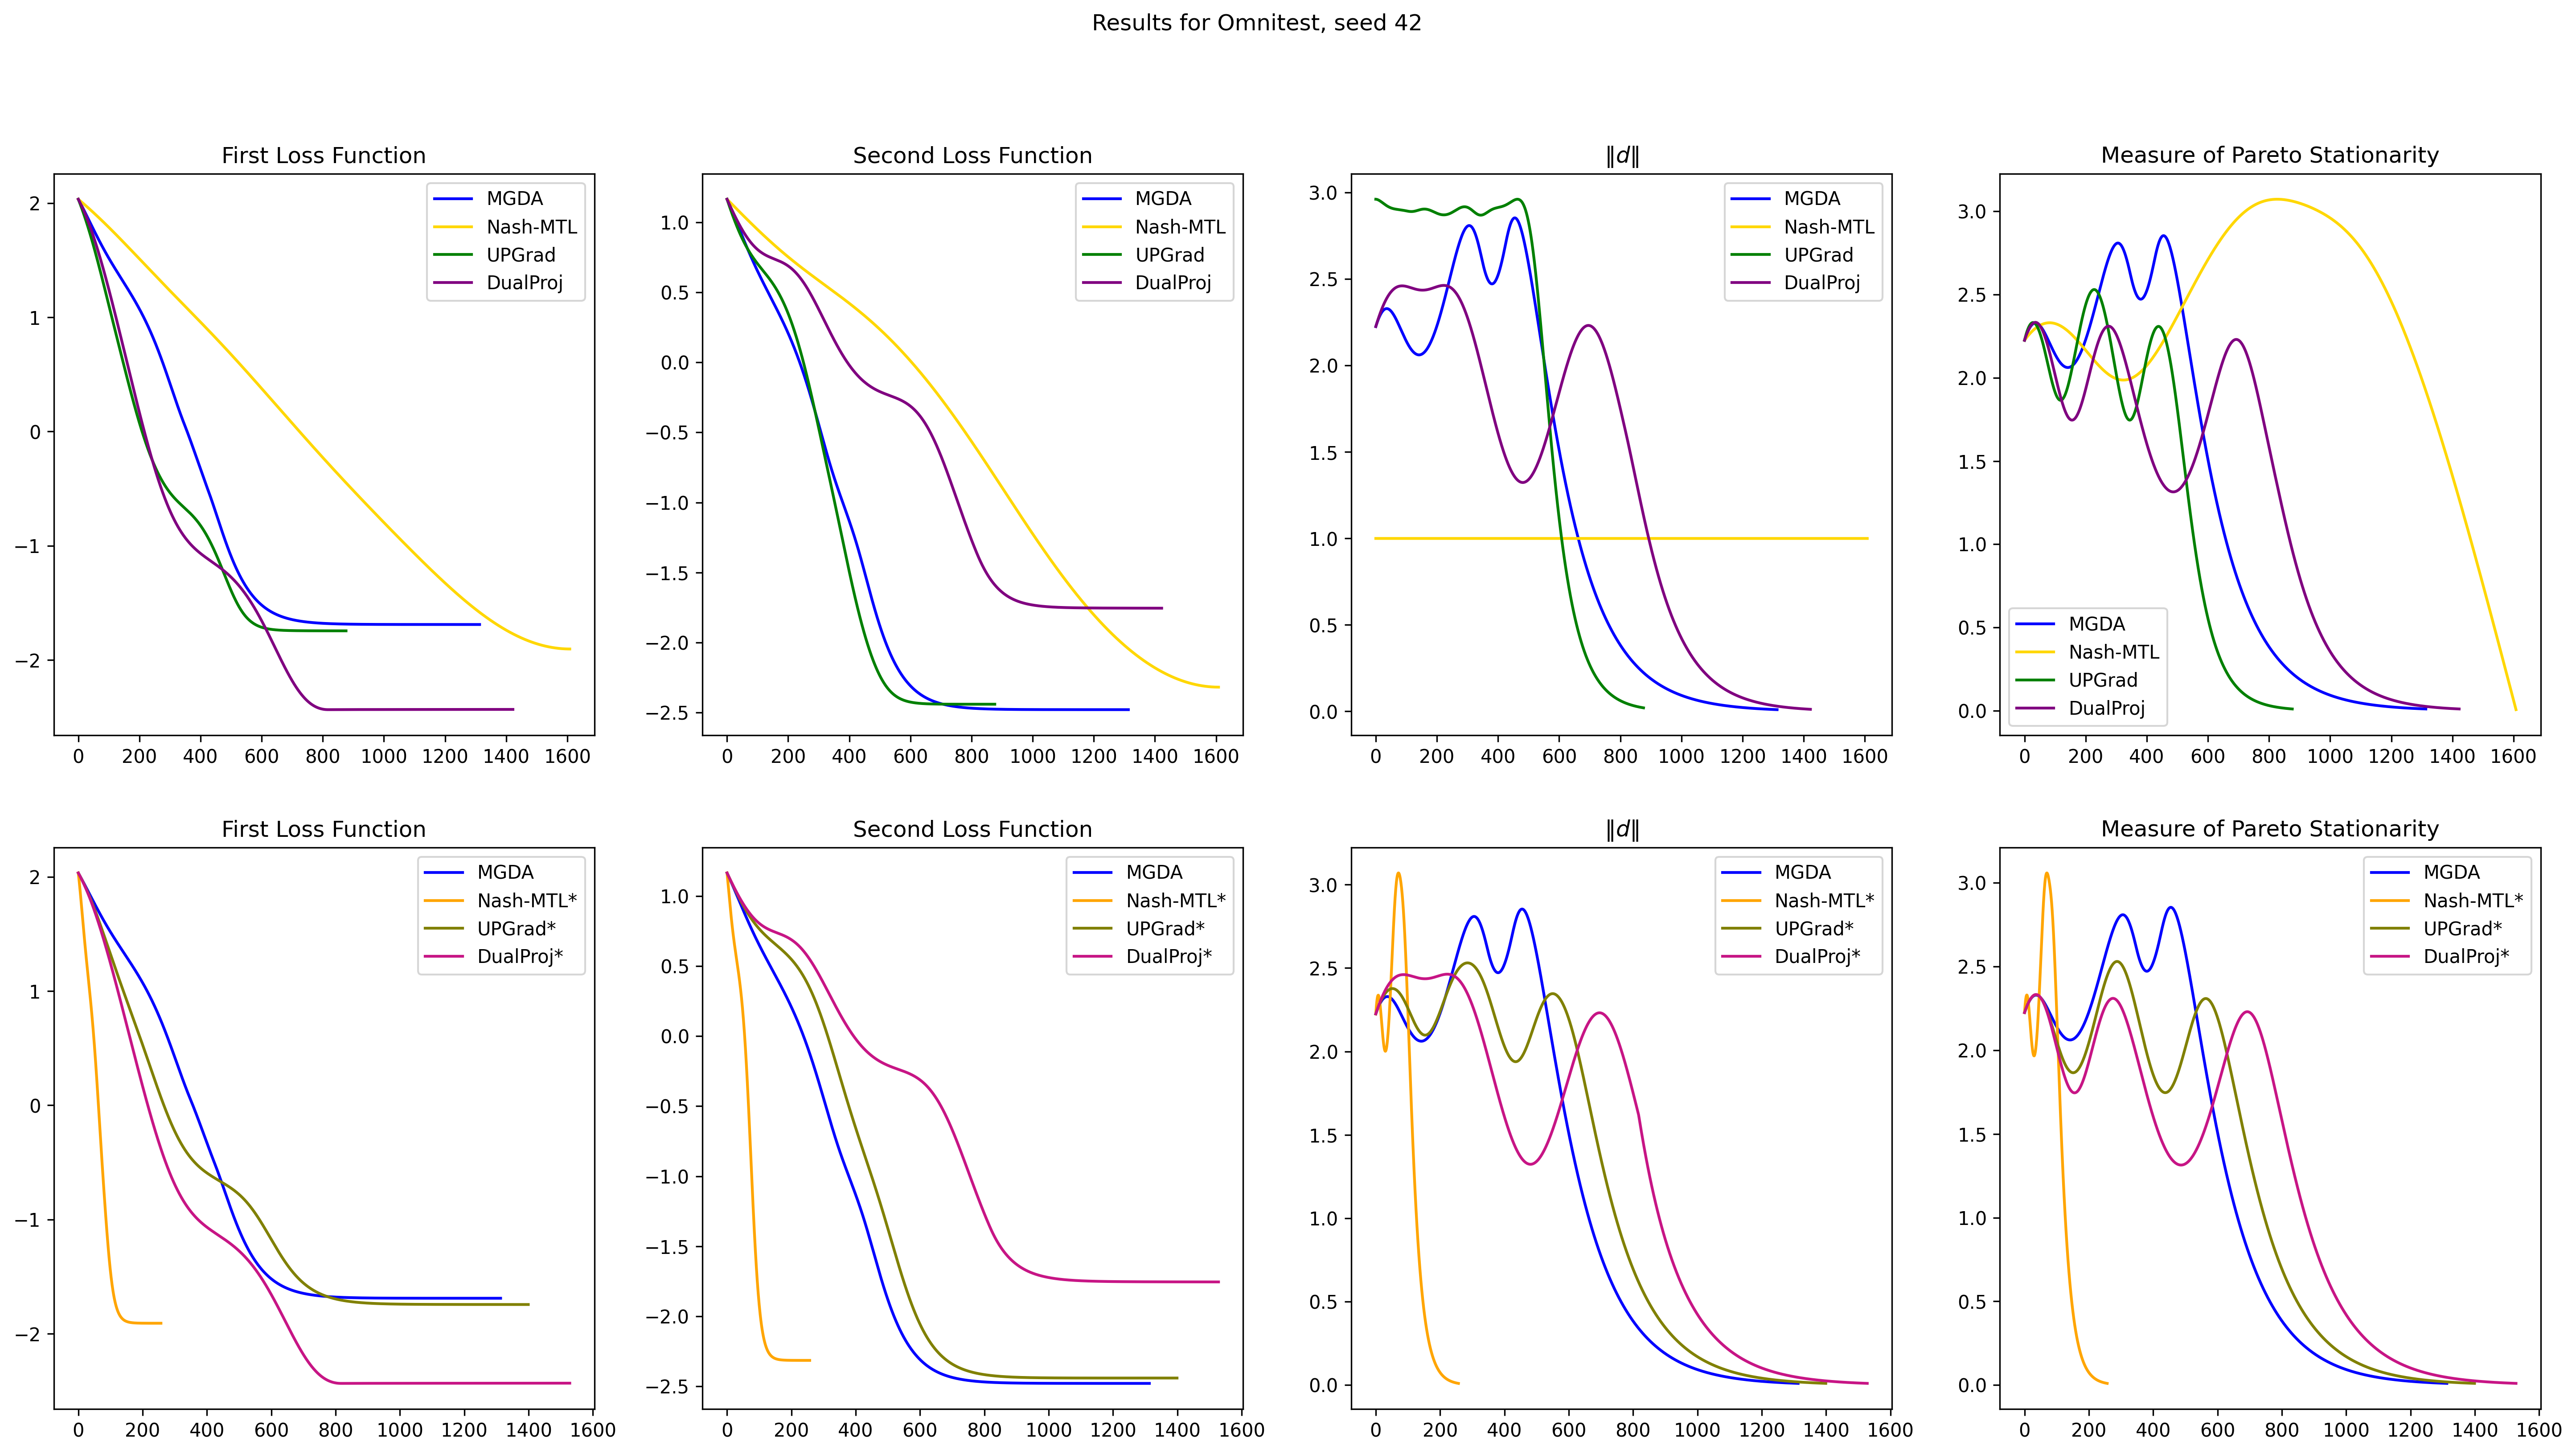 Results for Omnitest, seed 42
First Loss Function
2
1
0
−1
−2
0 200 400 600 800 1000 1200 1400 1600
MGDA
Nash-MTL
UPGrad
DualProj
Second Loss Function
1.0
0.5
0.0
−0.5
−1.0
−1.5
−2.0
−2.5
0 200 400 600 800 1000 1200 1400 1600
MGDA
Nash-MTL
UPGrad
DualProj
‖d‖
3.0
2.5
2.0
1.5
1.0
0.5
0.0
0 200 400 600 800 1000 1200 1400 1600
MGDA
Nash-MTL
UPGrad
DualProj
Measure of Pareto Stationarity
3.0
2.5
2.0
1.5
1.0
0.5
0.0
0 200 400 600 800 1000 1200 1400 1600
MGDA
Nash-MTL
UPGrad
DualProj
First Loss Function
2
1
0
−1
−2
0 200 400 600 800 1000 1200 1400 1600
MGDA
Nash-MTL*
UPGrad*
DualProj*
Second Loss Function
1.0
0.5
0.0
−0.5
−1.0
−1.5
−2.0
−2.5
0 200 400 600 800 1000 1200 1400 1600
MGDA
Nash-MTL*
UPGrad*
DualProj*
‖d‖
3.0
2.5
2.0
1.5
1.0
0.5
0.0
0 200 400 600 800 1000 1200 1400 1600
MGDA
Nash-MTL*
UPGrad*
DualProj*
Measure of Pareto Stationarity
3.0
2.5
2.0
1.5
1.0
0.5
0.0
0 200 400 600 800 1000 1200 1400 1600
MGDA
Nash-MTL*
UPGrad*
DualProj*